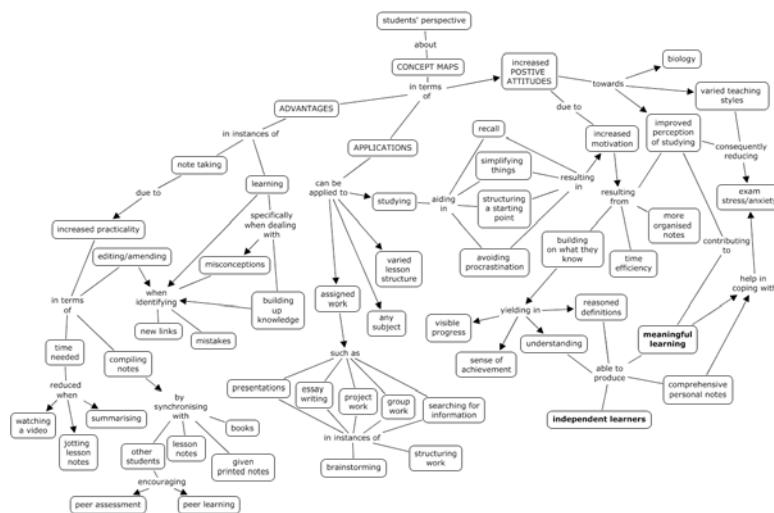 students' perspective
about
CONCEPT MAPS
in terms
of
increased
POSTIVE
ATTITUDES
towards
biology
varied teaching
styles
due to
increased
motivation
improved
perception
of studying
consequently
reducing
exam
stress/anxiety
ADVANTAGES
in instances of
note taking
due to
increased practicality
learning
specifically
when dealing
with
misconceptions
building
up
knowledge
editing/amending
when
identifying
new links
mistakes
in terms
of
time
needed
reduced
when
watching
a video
jotting
lesson
notes
summarising
compiling
notes
by
synchronising
with
other
students
lesson
notes
books
given
printed notes
encouraging
peer assessment
peer learning
APPLICATIONS
can be
applied to
studying
aiding
in
recall
simplifying
things
structuring
a starting
point
avoiding
procrastination
resulting
in
varied
lesson
structure
any
subject
assigned
work
such as
presentations
essay
writing
project
work
group
work
searching for
information
in instances of
brainstorming
structuring
work
resulting
from
building
on what they
know
time
efficiency
more
organised
notes
contributing
to
yielding in
visible
progress
sense of
achievement
understanding
reasoned
definitions
able to
produce
meaningful
learning
help in
coping with
comprehensive
personal notes
independent learners